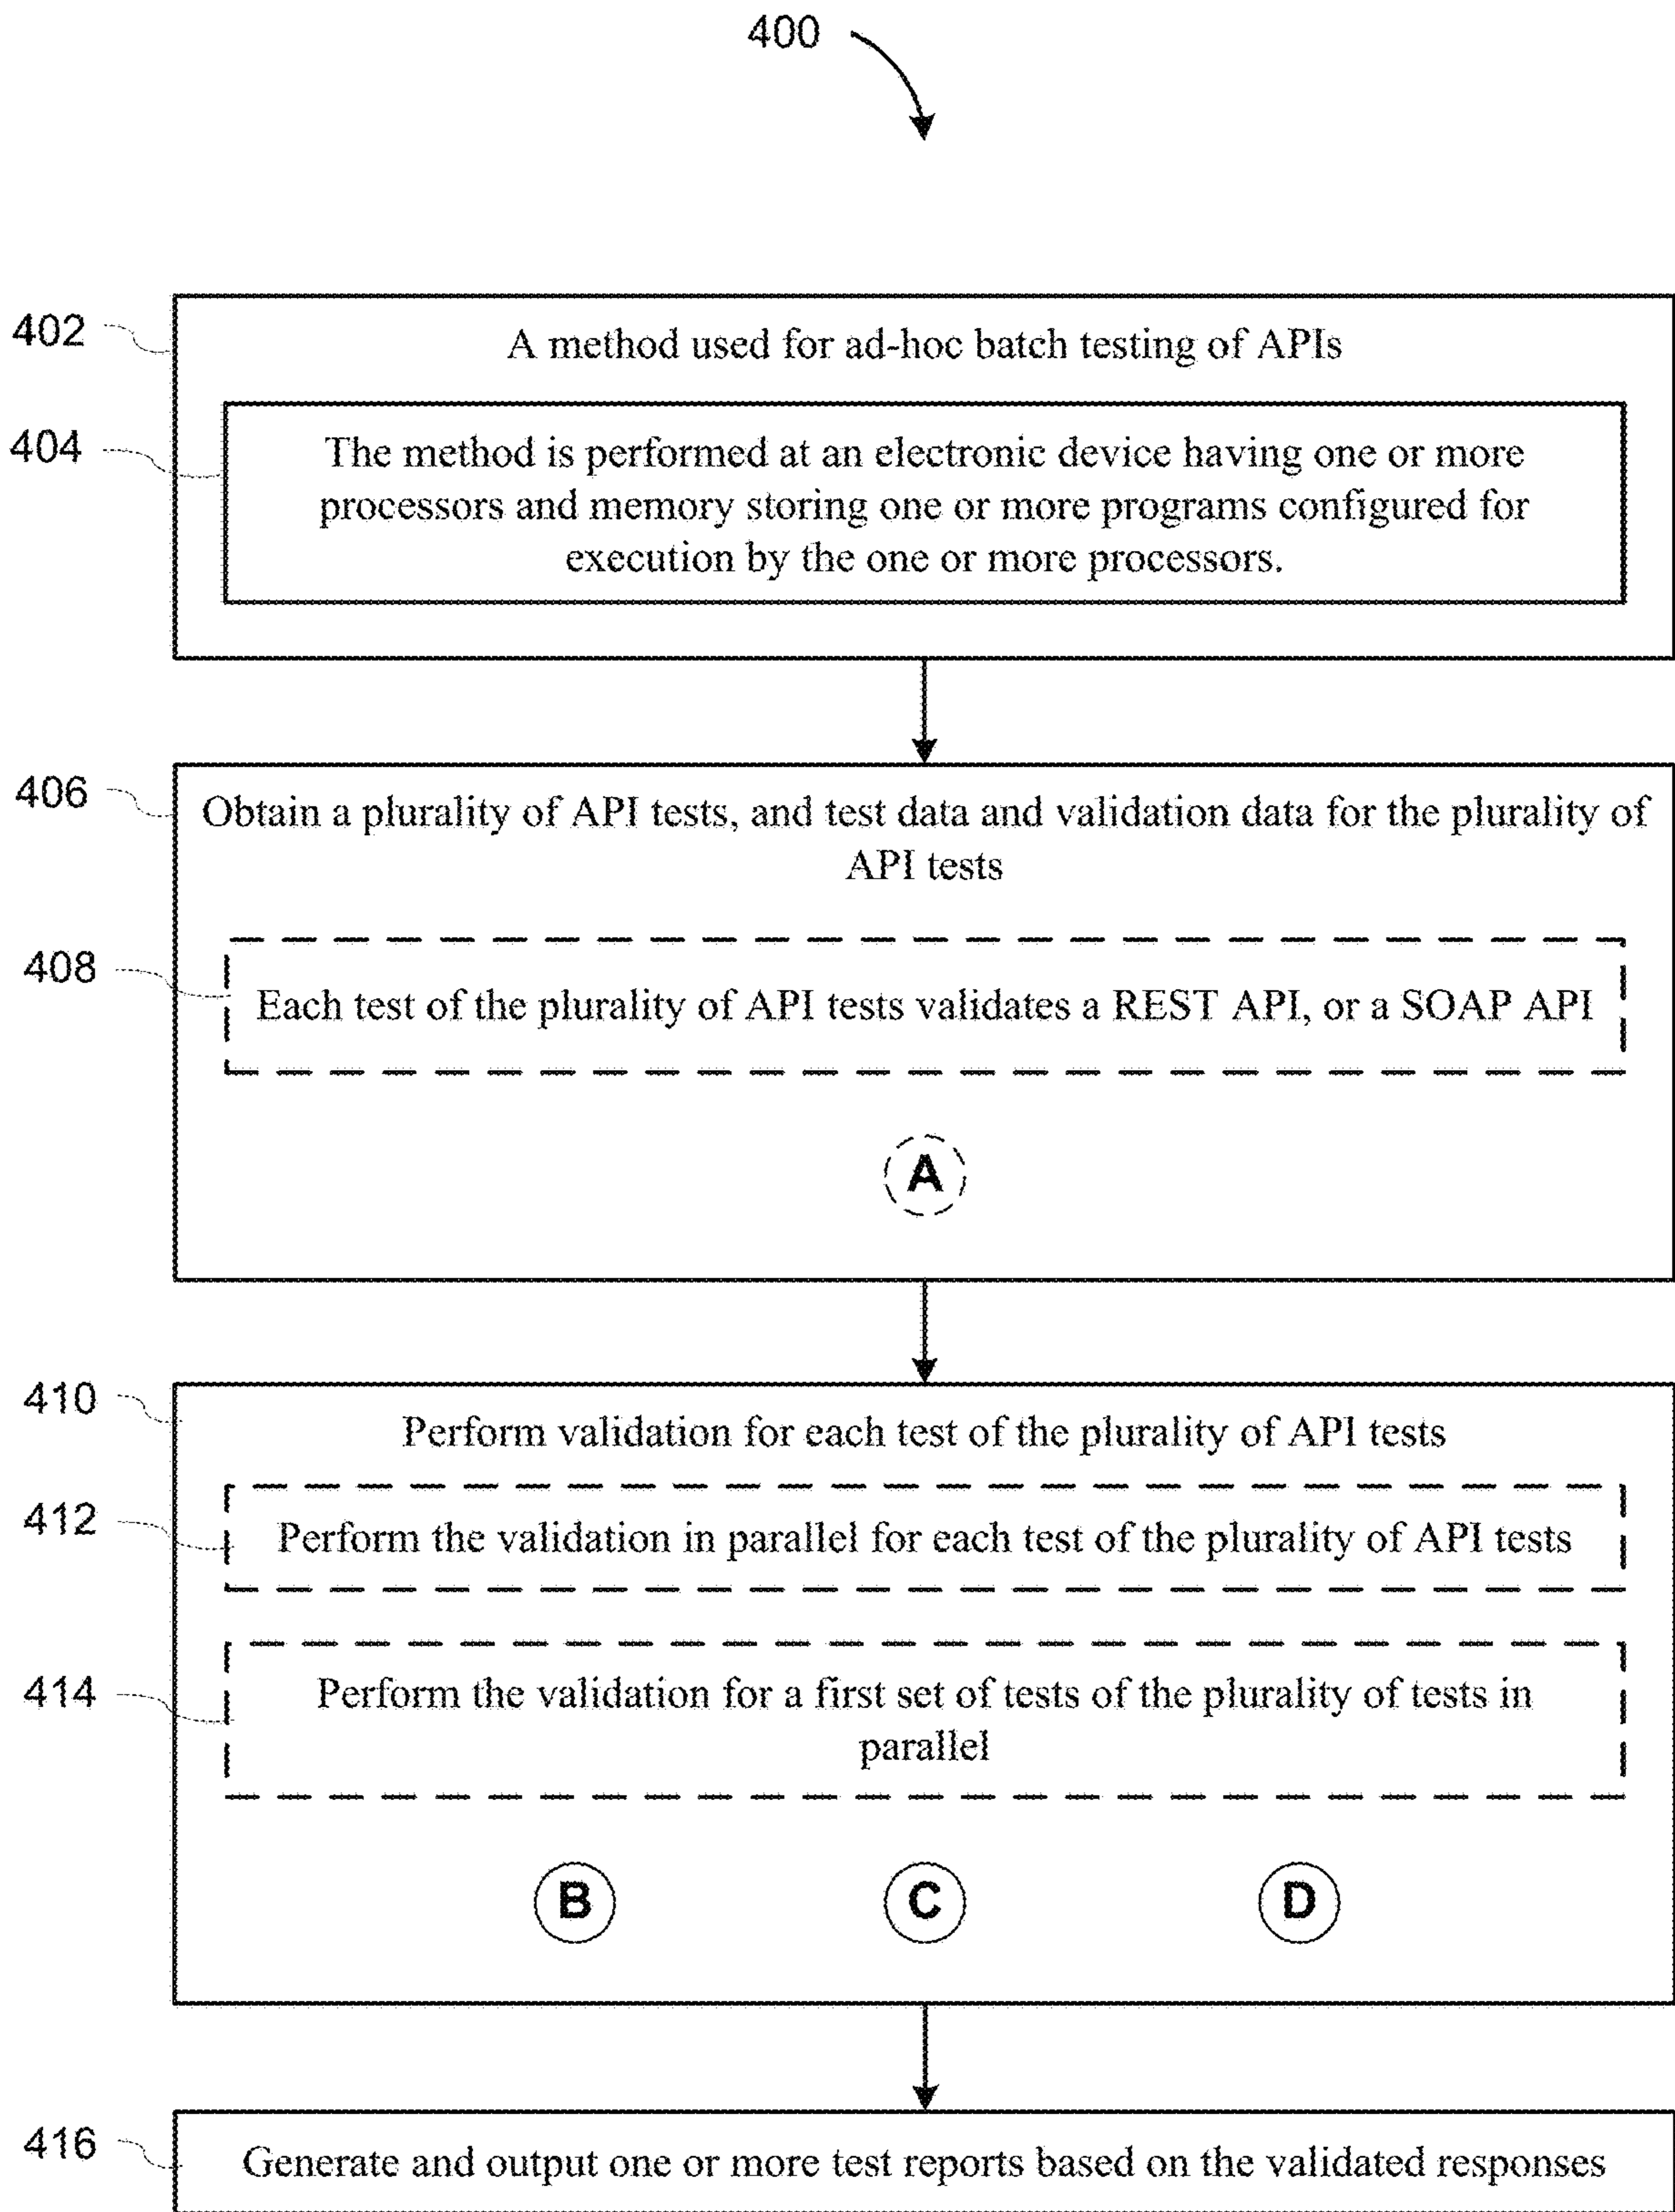 400
402
A method used for ad-hoc batch testing of APIs
404
The method is performed at an electronic device having one or more
processors and memory storing one or more programs configured for
execution by the one or more processors.
406
Obtain a plurality of API tests, and test data and validation data for the plurality of
API tests
408
Each test of the plurality of API tests validates a REST API, or a SOAP API
A
410
Perform validation for each test of the plurality of API tests
412
Perform the validation in parallel for each test of the plurality of API tests
414
Perform the validation for a first set of tests of the plurality of tests in
parallel
B C D
416
Generate and output one or more test reports based on the validated responses